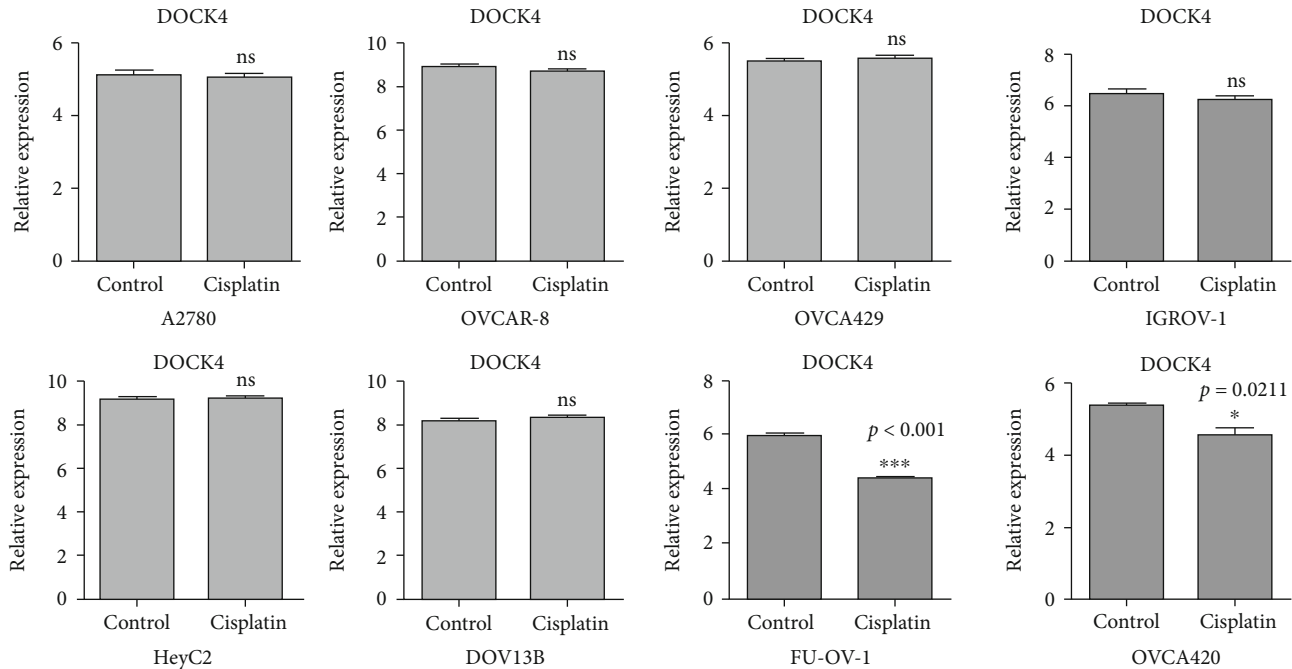 DOCK4
Relative expression
6
4
2
0
ns
Control Cisplatin
A2780
DOCK4
Relative expression
10
8
6
4
2
0
ns
Control Cisplatin
OVCAR-8
DOCK4
Relative expression
6
4
2
0
ns
Control Cisplatin
OVCA429
DOCK4
Relative expression
8
6
4
2
0
ns
Control Cisplatin
IGROV-1
DOCK4
Relative expression
10
8
6
4
2
0
ns
Control Cisplatin
HeyC2
DOCK4
Relative expression
10
8
6
4
2
0
ns
Control Cisplatin
DOV13B
DOCK4
Relative expression
8
6
4
2
0
p < 0.001
***
Control Cisplatin
FU-OV-1
DOCK4
Relative expression
6
4
2
0
p = 0.0211
*
Control Cisplatin
OVCA420